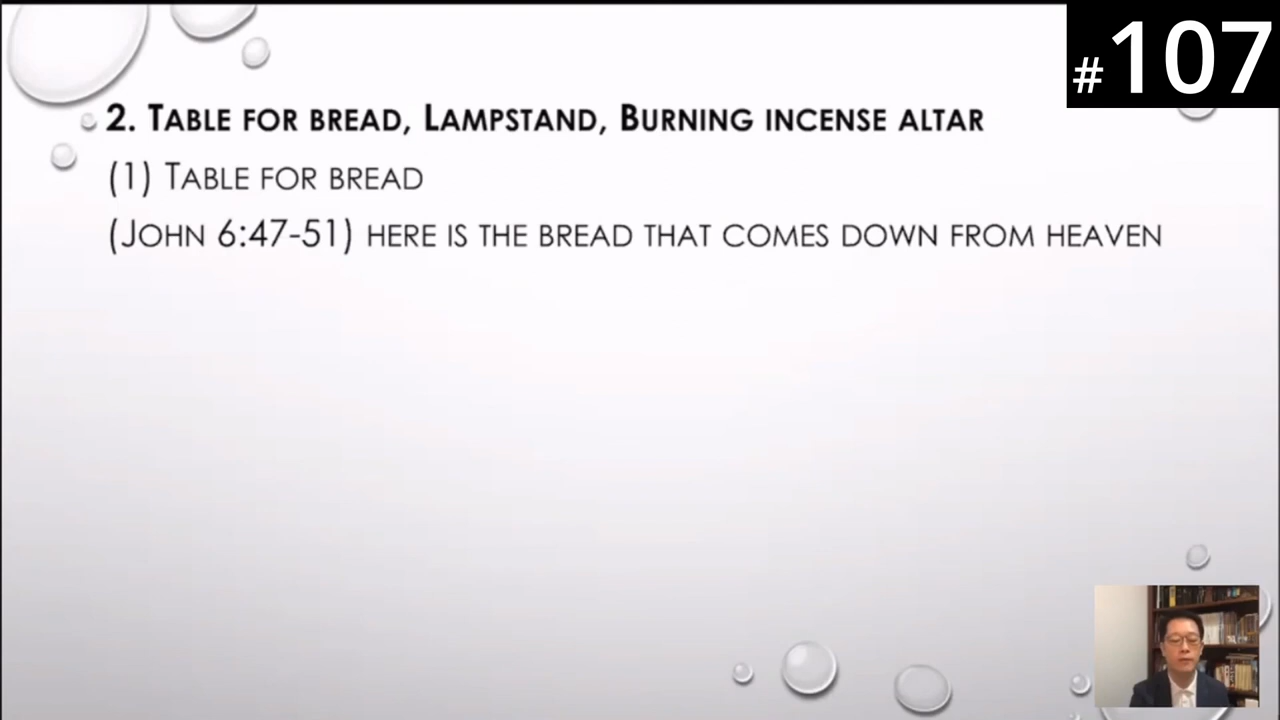 #107
2. Table for bread, Lampstand, Burning incense altar
(1) Table for bread
(John 6:47-51) here is the bread that comes down from heaven